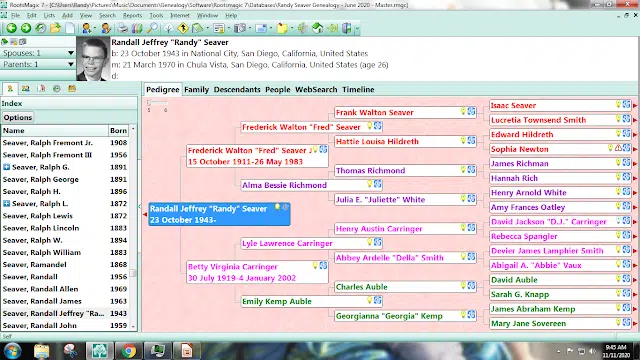 RootsMagic 7 - [C:\Users\Randy\Pictures\Music\Documents\Genealogy\Software\Rootsmagic 7\Databases\Randy Seaver Genealogy - June 2020 - Master.rmgc]
File Edit Lists Add Search Reports Tools Internet Window Help
Spouses: 1
Parents: 1
Randall Jeffrey "Randy" Seaver
b: 23 October 1943 in National City, San Diego, California, United States
m: 21 March 1970 in Chula Vista, San Diego, California, United States (age 26)
d:
Pedigree Family Descendants People WebSearch Timeline
Index
Options
Name Born
Seaver, Ralph Fremont Jr. 1908
Seaver, Ralph Fremont III 1956
Seaver, Ralph G. 1891
Seaver, Ralph George 1891
Seaver, Ralph H. 1896
Seaver, Ralph L. 1872
Seaver, Ralph Lewis 1872
Seaver, Ralph Lincoln 1883
Seaver, Ralph W. 1894
Seaver, Ralph William 1883
Seaver, Ramandel 1868
Seaver, Randall 1956
Seaver, Randall Allen 1969
Seaver, Randall James 1963
Seaver, Randall Jeffrey "Ra... 1943
Seaver, Randall John 1959
5 6
Randall Jeffrey "Randy" Seaver
23 October 1943-
Frederick Walton "Fred" Seaver J
15 October 1911-26 May 1983
Betty Virginia Carringer
30 July 1919-4 January 2002
Frederick Walton "Fred" Seaver
Alma Bessie Richmond
Lyle Lawrence Carringer
Emily Kemp Auble
Frank Walton Seaver
Hattie Louisa Hildreth
Thomas Richmond
Julia E. "Juliette" White
Henry Austin Carringer
Abbey Ardelle "Della" Smith
Charles Auble
Georgianna "Georgia" Kemp
Isaac Seaver
Lucretia Townsend Smith
Edward Hildreth
Sophia Newton
James Richman
Hannah Rich
Henry Arnold White
Amy Frances Oatley
David Jackson "D.J." Carringer
Rebecca Spangler
Devier James Lamphier Smith
Abigail A. "Abbie" Vaux
David Auble
Sarah G. Knapp
James Abraham Kemp
Mary Jane Sovereen
Self
9:45 AM
11/11/2020